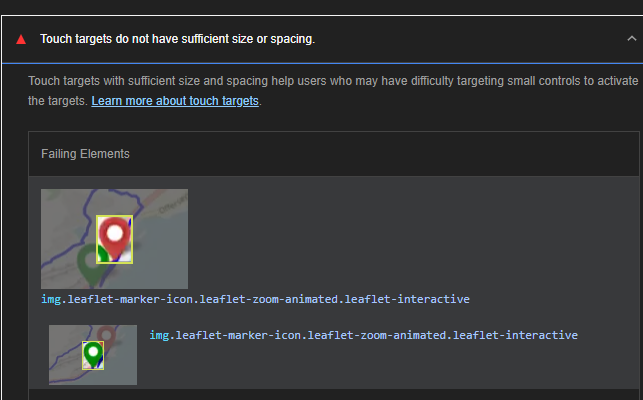 Touch targets do not have sufficient size or spacing.
Touch targets with sufficient size and spacing help users who may have difficulty targeting small controls to activate
the targets. Learn more about touch targets.
Failing Elements
img.leaflet-marker-icon.leaflet-zoom-animated.leaflet-interactive
img.leaflet-marker-icon.leaflet-zoom-animated.leaflet-interactive